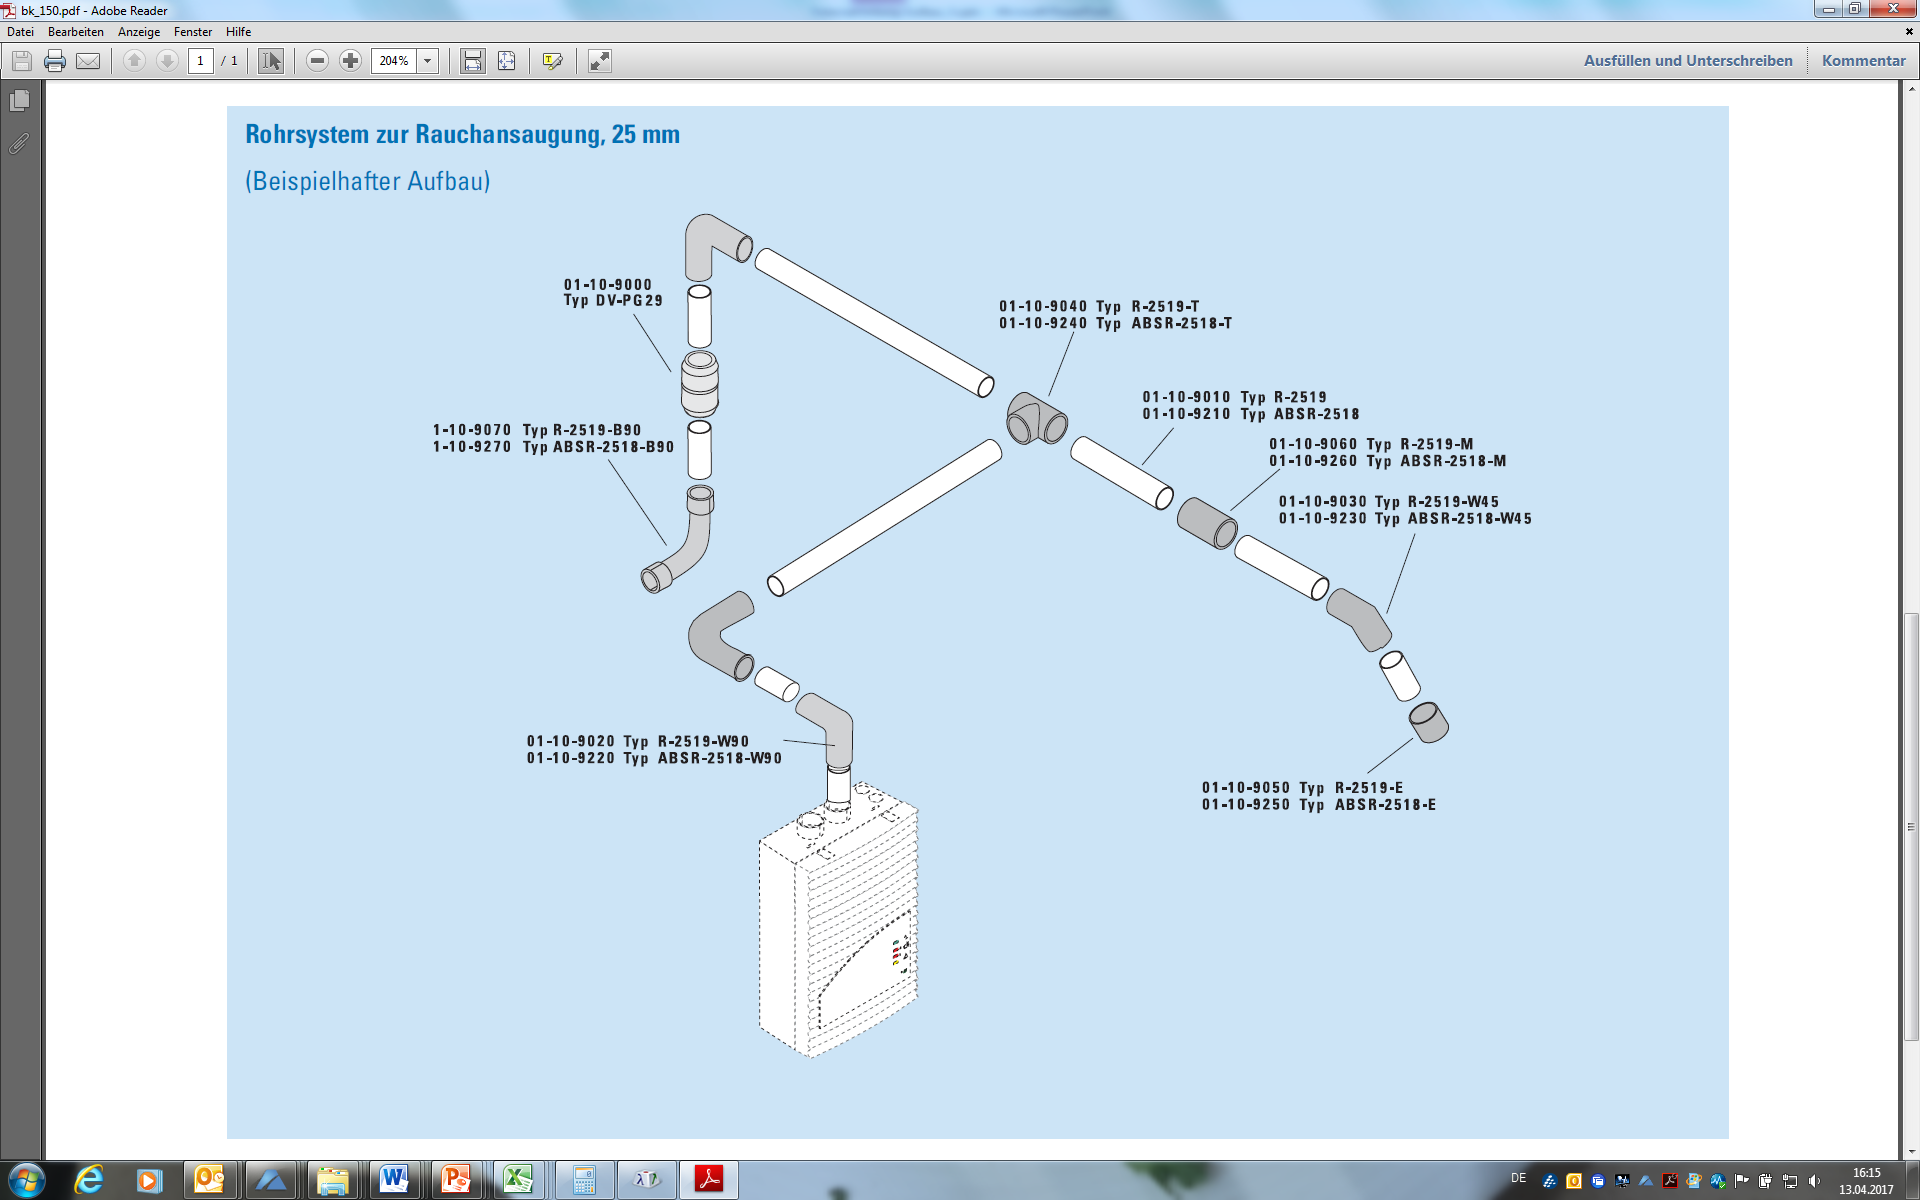 bk_150.pdf - Adobe Reader
Datei Bearbeiten Anzeige Fenster Hilfe
1 / 1 204% Ausfüllen und Unterschreiben Kommentar
Rohrsystem zur Rauchansaugung, 25 mm
(Beispielhafter Aufbau)
01-10-9000
Typ DV-PG29
01-10-9040 Typ R-2519-T
01-10-9240 Typ ABSR-2518-T
01-10-9010 Typ R-2519
01-10-9210 Typ ABSR-2518
1-10-9070 Typ R-2519-B90
1-10-9270 Typ ABSR-2518-B90
01-10-9060 Typ R-2519-M
01-10-9260 Typ ABSR-2518-M
01-10-9030 Typ R-2519-W45
01-10-9230 Typ ABSR-2518-W45
01-10-9020 Typ R-2519-W90
01-10-9220 Typ ABSR-2518-W90
01-10-9050 Typ R-2519-E
01-10-9250 Typ ABSR-2518-E
DE
16:15
13.04.2017